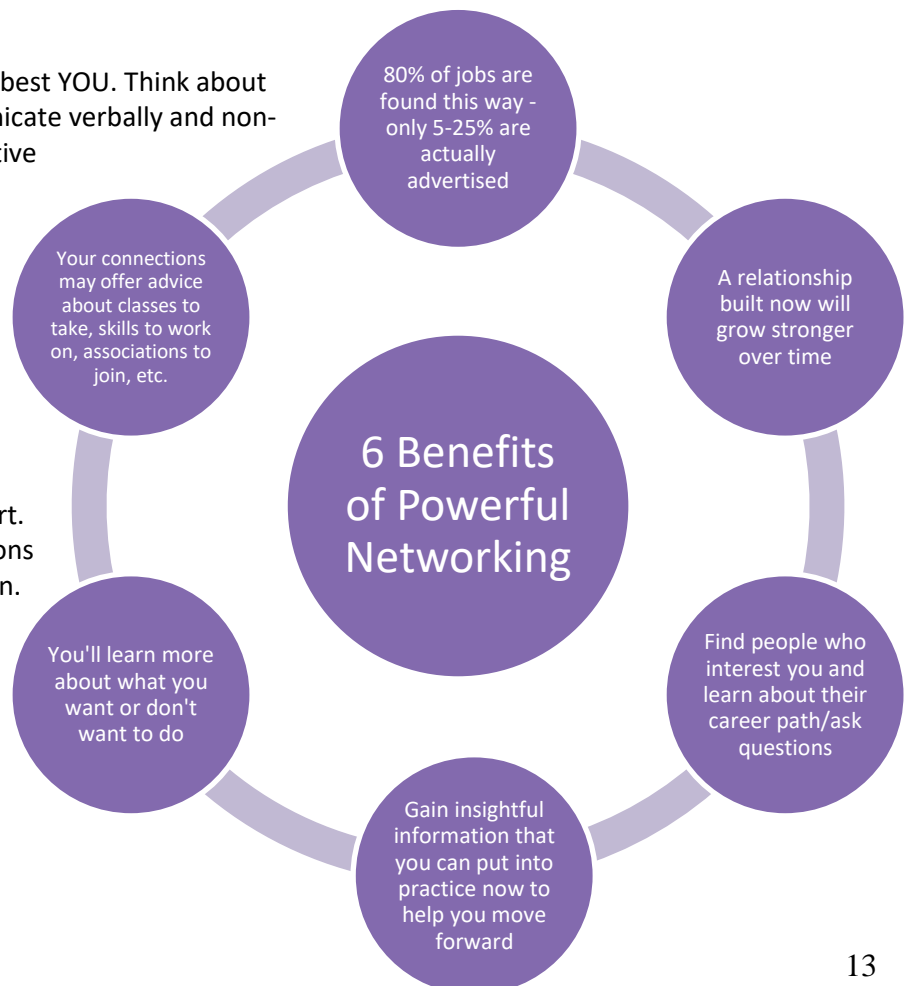 best YOU. Think about
nicate verbally and non-
tive
rt.
ons
n.
80% of jobs are
found this way -
only 5-25% are
actually
advertised
A relationship
built now will
grow stronger
over time
Find people who
interest you and
learn about their
career path/ask
questions
Gain insightful
information that
you can put into
practice now to
help you move
forward
You'll learn more
about what you
want or don't
want to do
Your connections
may offer advice
about classes to
take, skills to work
on, associations to
join, etc.
6 Benefits
of Powerful
Networking
13